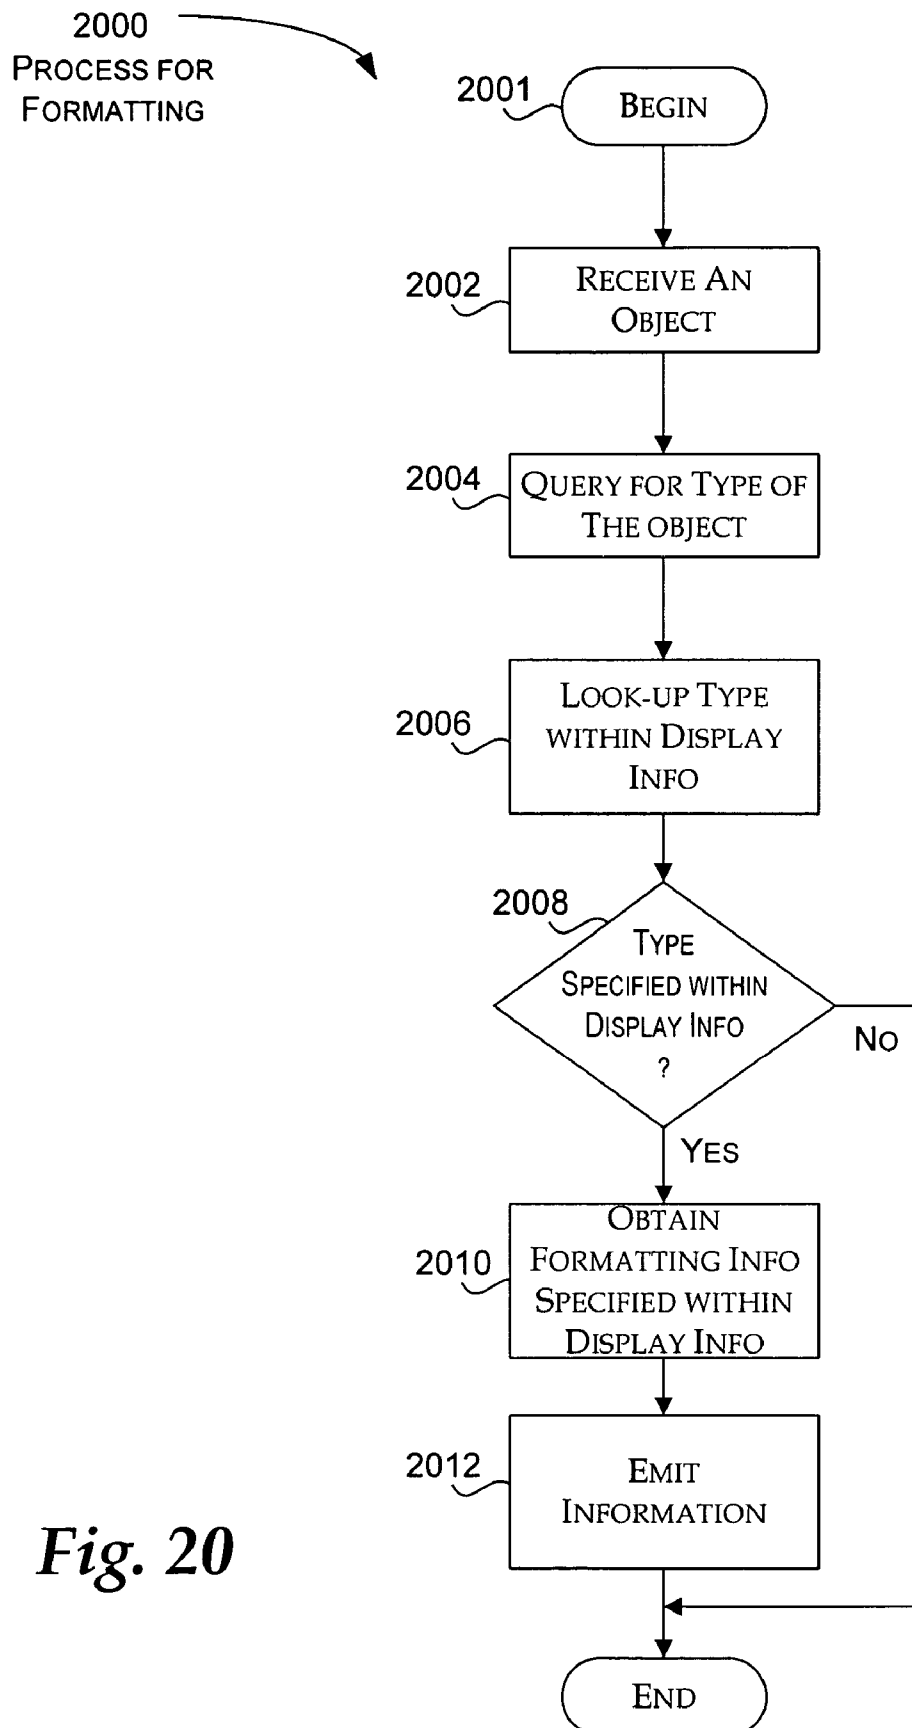 2000
PROCESS FOR
FORMATTING
2001
BEGIN
2002
RECEIVE AN
OBJECT
2004
QUERY FOR TYPE OF
THE OBJECT
2006
LOOK-UP TYPE
WITHIN DISPLAY
INFO
2008
TYPE
SPECIFIED WITHIN
DISPLAY INFO
?
NO
YES
2010
OBTAIN
FORMATTING INFO
SPECIFIED WITHIN
DISPLAY INFO
2012
EMIT
INFORMATION
Fig. 20
END